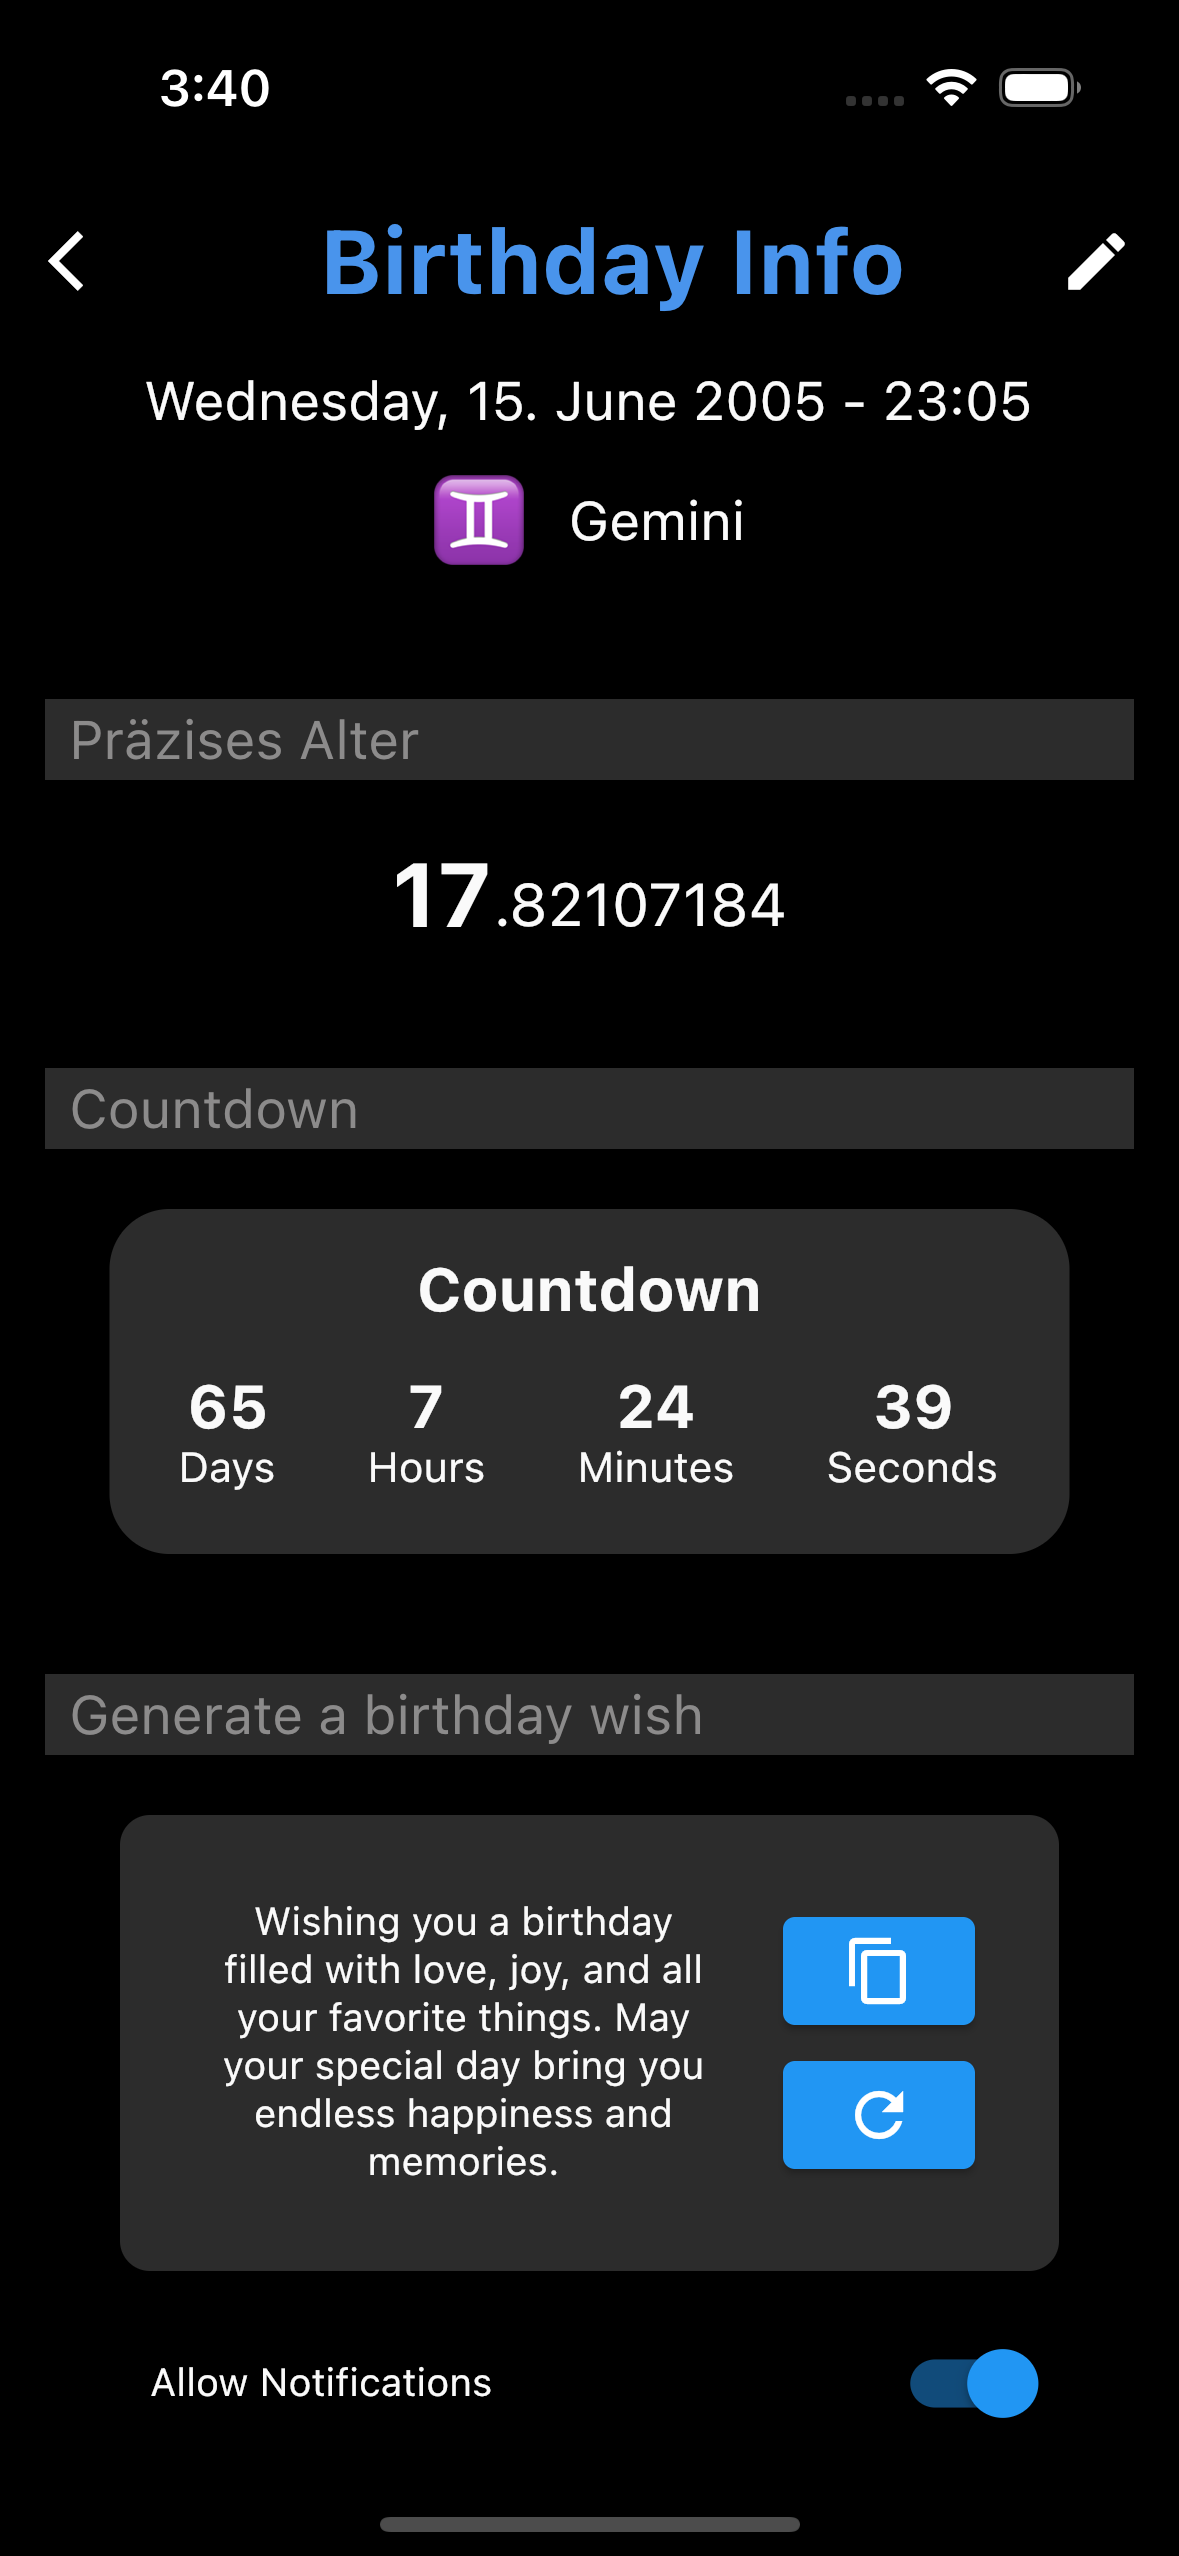 3:40
Birthday Info
Wednesday, 15. June 2005 - 23:05
♊ Gemini
Präzises Alter
17.82107184
Countdown
Countdown
65 7 24 39
Days Hours Minutes Seconds
Generate a birthday wish
Wishing you a birthday
filled with love, joy, and all
your favorite things. May
your special day bring you
endless happiness and
memories.
Allow Notifications